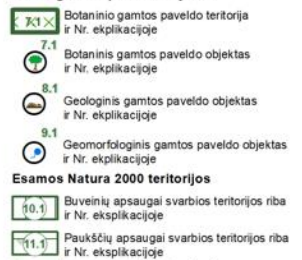 7.1 Botaninio gamtos paveldo teritorija
ir Nr. ekplikacijoje
7.1
Botaninis gamtos paveldo objektas
ir Nr. ekplikacijoje
8.1
Geologinis gamtos paveldo objektas
ir Nr. ekplikacijoje
9.1
Geomorfologinis gamtos paveldo objektas
ir Nr. ekplikacijoje
Esamos Natura 2000 teritorijos
10.1 Buveinių apsaugai svarbios teritorijos riba
ir Nr. eksplikacijoje
11.1 Paukščių apsaugai svarbios teritorijos riba
ir Nr. eksplikacijoje